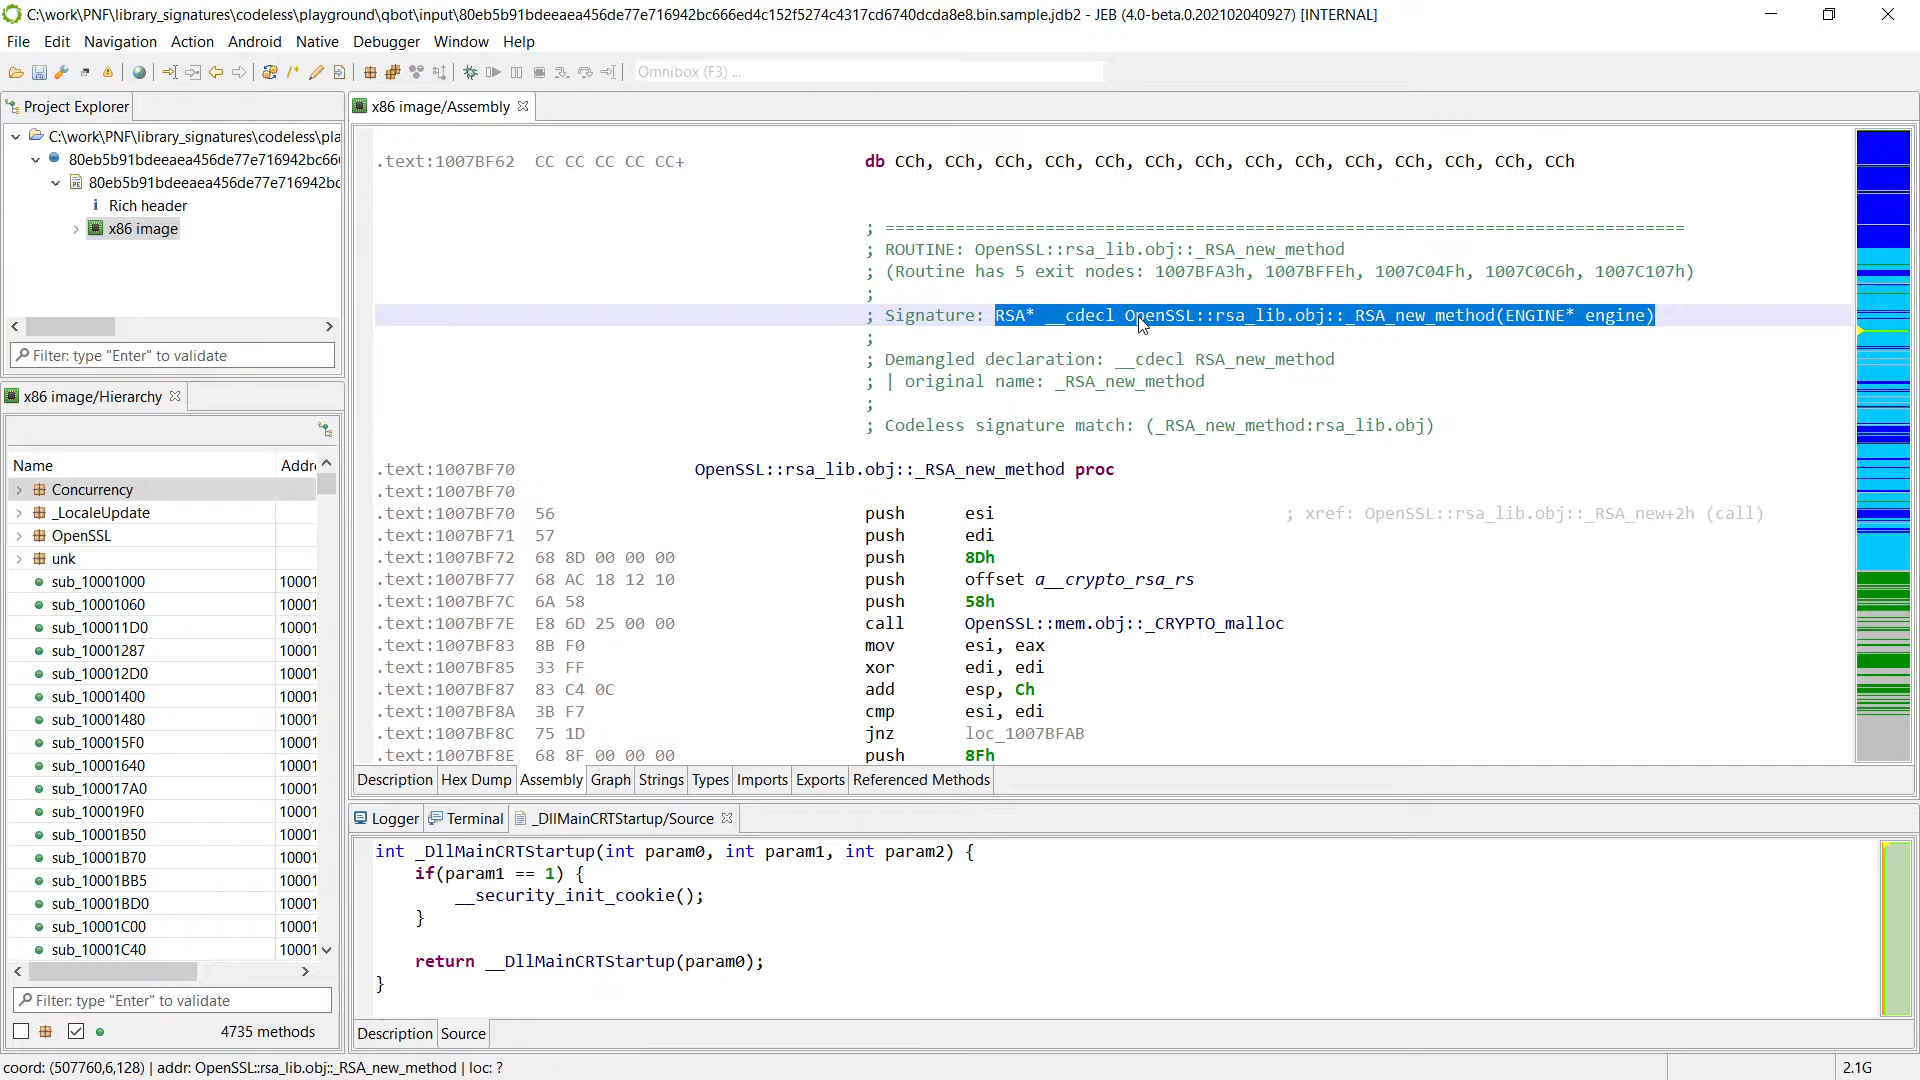 C:\work\PNF\library_signatures\codeless\playground\qbot\input\80eb5b91bdeeaea456de77e716942bc666ed4c152f5274c4317cd6740dcda8e8.bin.sample.jdb2 - JEB (4.0-beta.0.202102040927) [INTERNAL]
File Edit Navigation Action Android Native Debugger Window Help
Omnibox (F3) ...
Project Explorer
C:\work\PNF\library_signatures\codeless\pla
80eb5b91bdeeaea456de77e716942bc66
80eb5b91bdeeaea456de77e716942bc
Rich header
x86 image
Filter: type "Enter" to validate
x86 image/Hierarchy
Name Addr
Concurrency
_LocaleUpdate
OpenSSL
unk
sub_10001000 10001
sub_10001060 10001
sub_100011D0 10001
sub_10001287 10001
sub_100012D0 10001
sub_10001400 10001
sub_10001480 10001
sub_100015F0 10001
sub_10001640 10001
sub_100017A0 10001
sub_100019F0 10001
sub_10001B50 10001
sub_10001B70 10001
sub_10001BB5 10001
sub_10001BD0 10001
sub_10001C00 10001
sub_10001C40 10001
Filter: type "Enter" to validate
4735 methods
x86 image/Assembly
.text:1007BF62 CC CC CC CC CC+ db CCh, CCh, CCh, CCh, CCh, CCh, CCh, CCh, CCh, CCh, CCh, CCh, CCh, CCh
; ================================================================================
; ROUTINE: OpenSSL::rsa_lib.obj::_RSA_new_method
; (Routine has 5 exit nodes: 1007BFA3h, 1007BFFEh, 1007C04Fh, 1007C0C6h, 1007C107h)
;
; Signature: RSA* __cdecl OpenSSL::rsa_lib.obj::_RSA_new_method(ENGINE* engine)
;
; Demangled declaration: __cdecl RSA_new_method
; | original name: _RSA_new_method
;
; Codeless signature match: (_RSA_new_method:rsa_lib.obj)
.text:1007BF70 OpenSSL::rsa_lib.obj::_RSA_new_method proc
.text:1007BF70
.text:1007BF70 56 push esi ; xref: OpenSSL::rsa_lib.obj::_RSA_new+2h (call)
.text:1007BF71 57 push edi
.text:1007BF72 68 8D 00 00 00 push 8Dh
.text:1007BF77 68 AC 18 12 10 push offset a__crypto_rsa_rs
.text:1007BF7C 6A 58 push 58h
.text:1007BF7E E8 6D 25 00 00 call OpenSSL::mem.obj::_CRYPTO_malloc
.text:1007BF83 8B F0 mov esi, eax
.text:1007BF85 33 FF xor edi, edi
.text:1007BF87 83 C4 0C add esp, Ch
.text:1007BF8A 3B F7 cmp esi, edi
.text:1007BF8C 75 1D jnz loc_1007BFAB
.text:1007BF8E 68 8F 00 00 00 push 8Fh
Description Hex Dump Assembly Graph Strings Types Imports Exports Referenced Methods
Logger Terminal _DllMainCRTStartup/Source
int _DllMainCRTStartup(int param0, int param1, int param2) {
if(param1 == 1) {
__security_init_cookie();
}
return __DllMainCRTStartup(param0);
}
Description Source
coord: (507760,6,128) | addr: OpenSSL::rsa_lib.obj::_RSA_new_method | loc: ?
2.1G